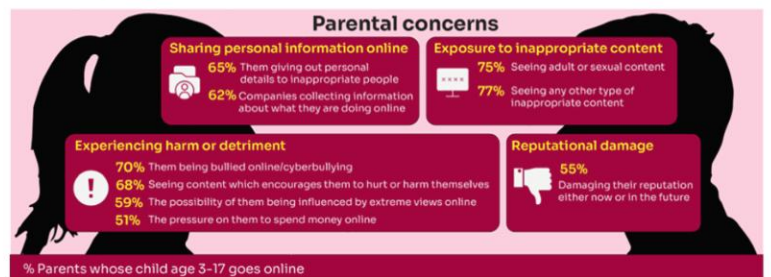 Parental concerns
Sharing personal information online
65% Them giving out personal
details to inappropriate people
62% Companies collecting information
about what they are doing online
Exposure to inappropriate content
****
75% Seeing adult or sexual content
77% Seeing any other type of
inappropriate content
Experiencing harm or detriment
!
70% Them being bullied online/cyberbullying
68% Seeing content which encourages them to hurt or harm themselves
59% The possibility of them being influenced by extreme views online
51% The pressure on them to spend money online
Reputational damage
55%
Damaging their reputation
either now or in the future
% Parents whose child age 3-17 goes online